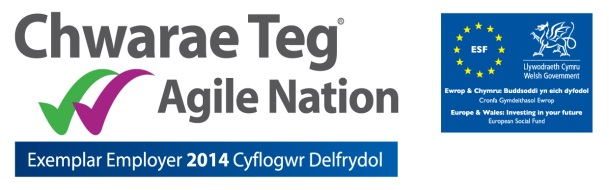 Chwarae Teg®
Agile Nation
Exemplar Employer 2014 Cyflogwr Delfrydol
ESF
Llywodraeth Cymru
Welsh Government
Ewrop & Chymru: Buddsoddi yn eich dyfodol
Cronfa Gymdeithasol Ewrop
Europe & Wales: Investing in your future
European Social Fund